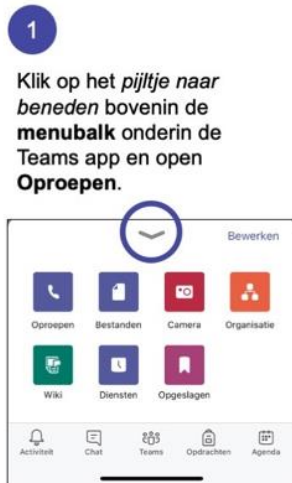 1
Klik op het pijltje naar
beneden bovenin de
menubalk onderin de
Teams app en open
Oproepen.
Bewerken
Oproepen Bestanden Camera Organisatie
Wiki Diensten Opgeslagen
Activiteit Chat Teams Opdrachten Agenda